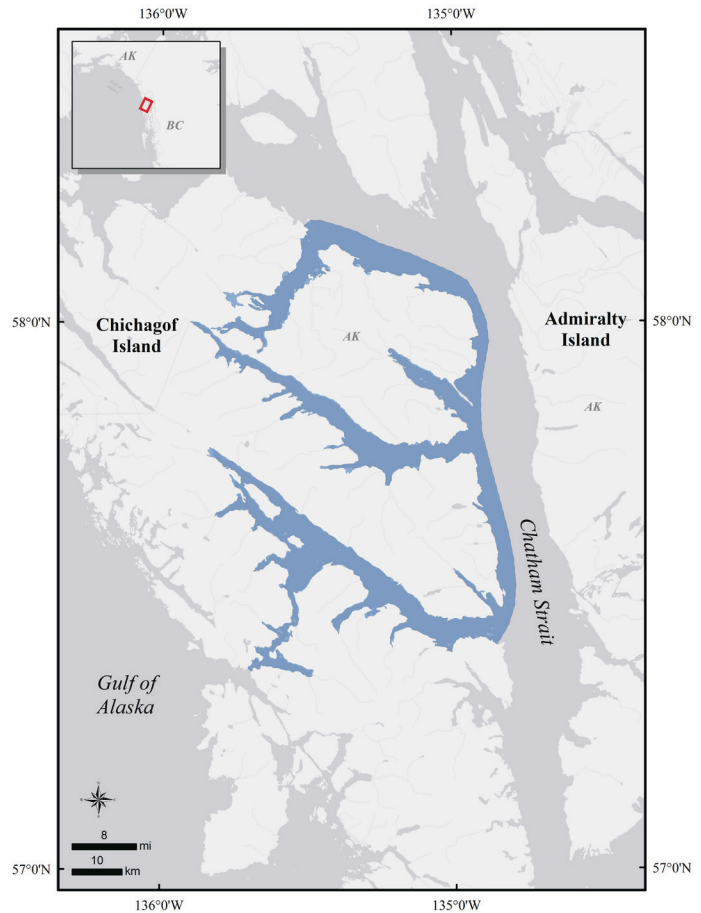 136°0'W 135°0'W
AK
BC
58°0'N 58°0'N
Chichagof
Island
AK
Admiralty
Island
AK
Chatham Strait
Gulf of
Alaska
8
mi
10
km
57°0'N 57°0'N
136°0'W 135°0'W